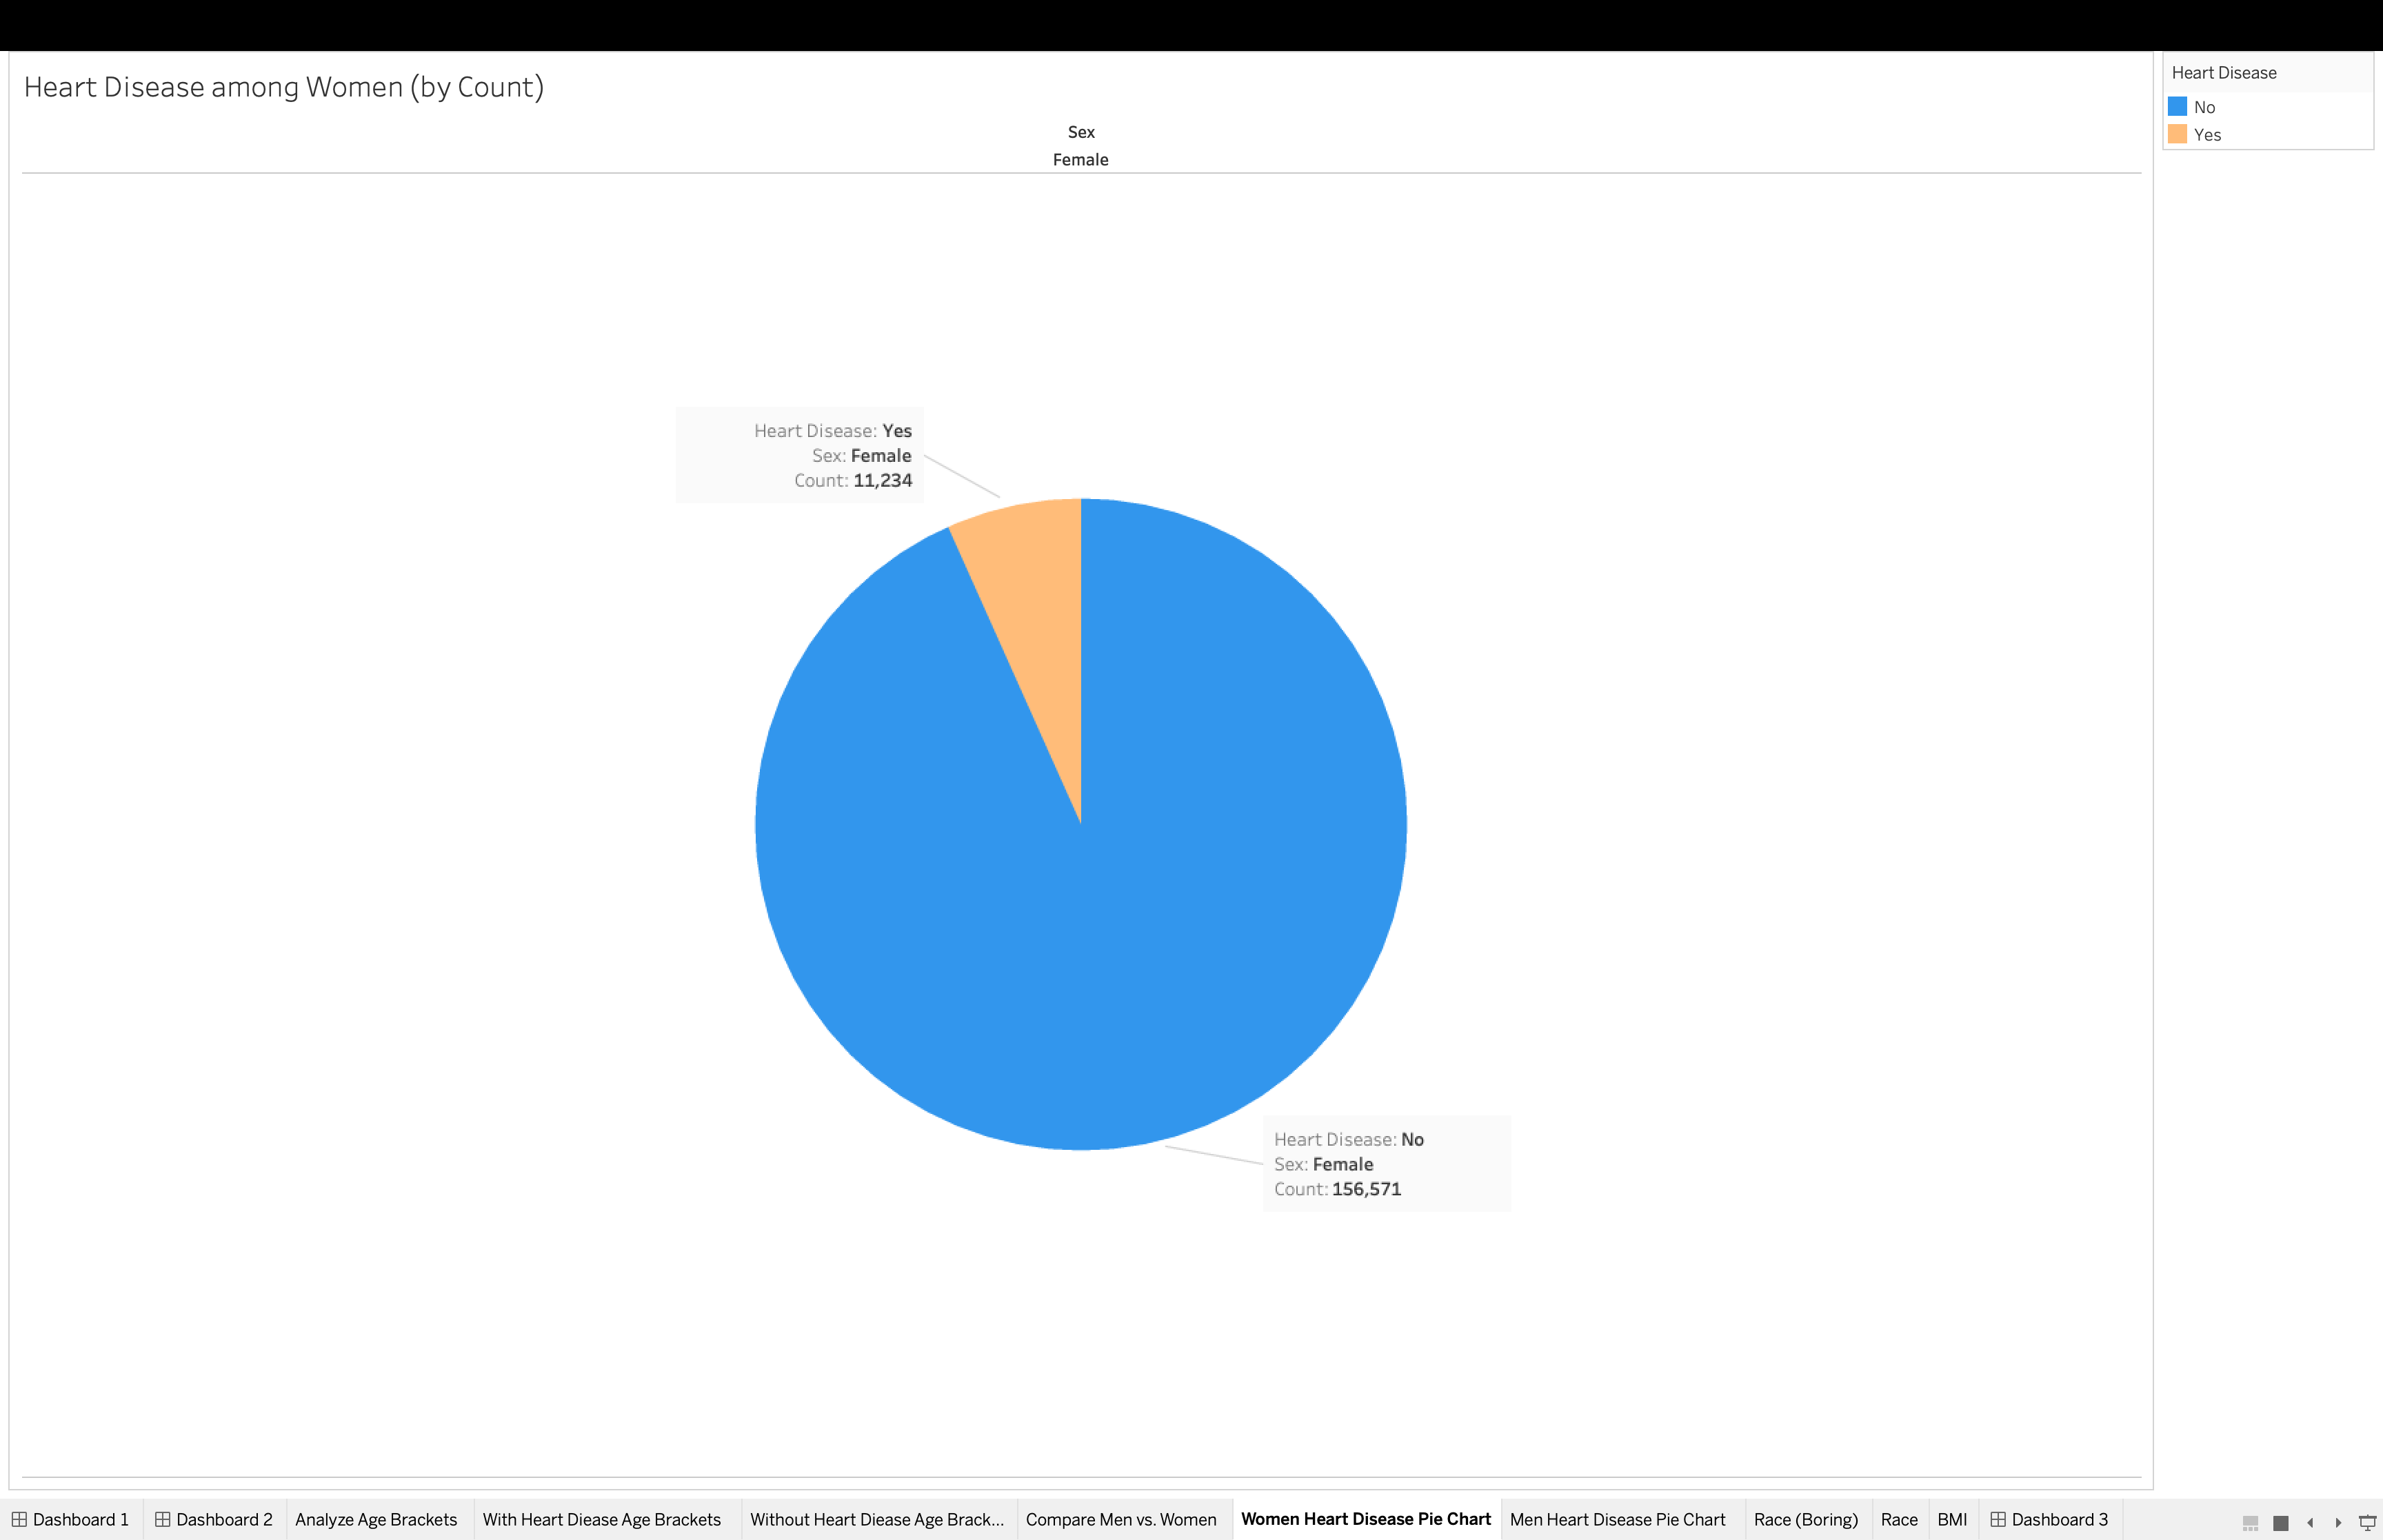 Heart Disease among Women (by Count)
Sex
Female
Heart Disease
No
Yes
Heart Disease: Yes
Sex: Female
Count: 11,234
Heart Disease: No
Sex: Female
Count: 156,571
Dashboard 1
Dashboard 2
Analyze Age Brackets
With Heart Diease Age Brackets
Without Heart Diease Age Brack...
Compare Men vs. Women
Women Heart Disease Pie Chart
Men Heart Disease Pie Chart
Race (Boring)
Race
BMI
Dashboard 3